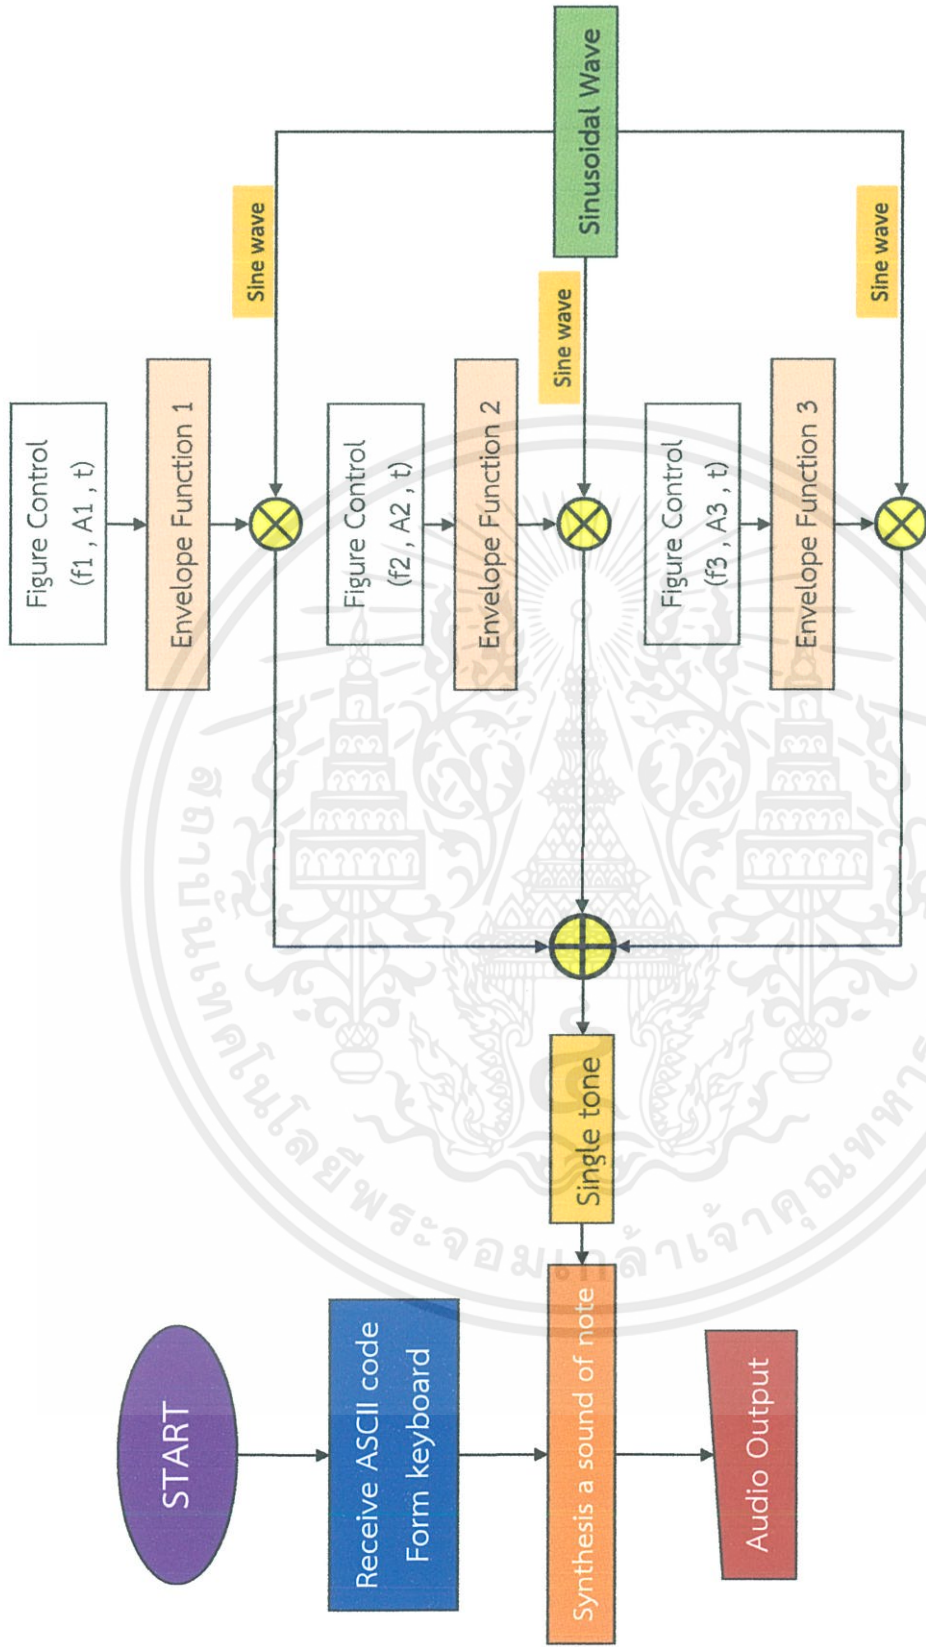 START
Receive ASCII code
Form keyboard
Synthesis a sound of note
Audio Output
Single tone
Figure Control
(f1 , A1 , t)
Envelope Function 1
Sine wave
Figure Control
(f2 , A2 , t)
Envelope Function 2
Sine wave
Sinusoidal Wave
Figure Control
(f3 , A3 , t)
Envelope Function 3
Sine wave